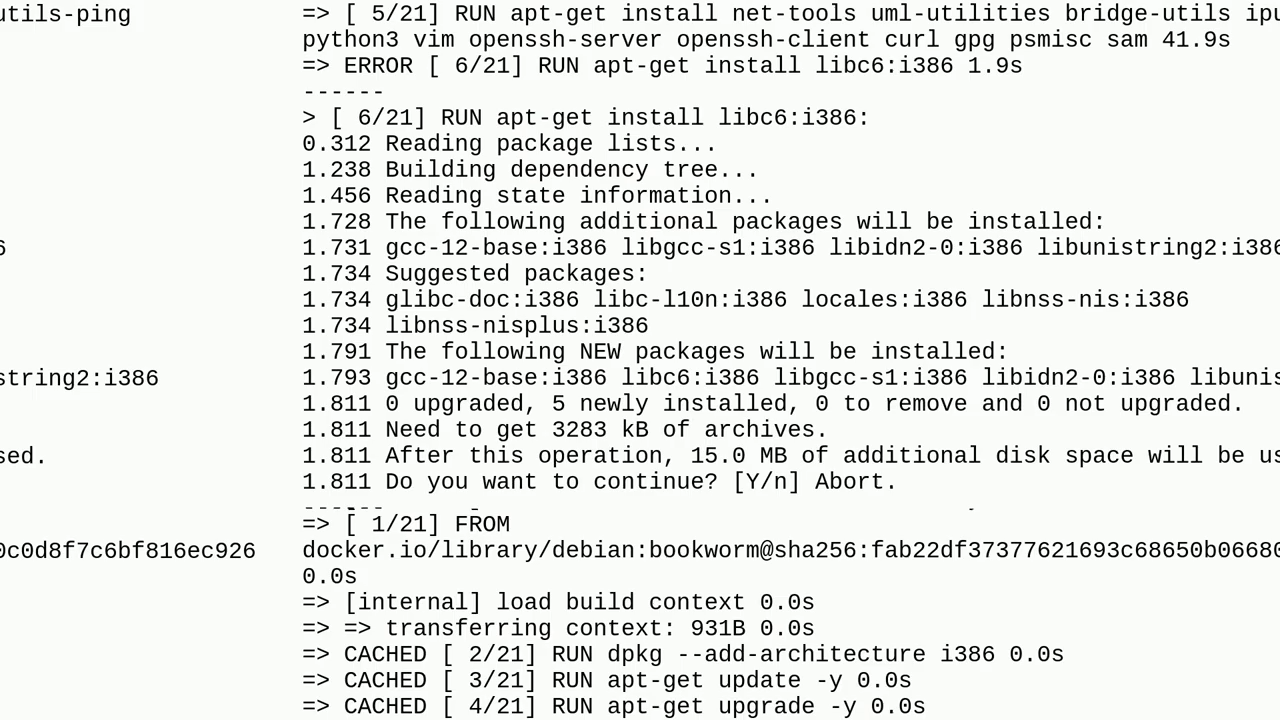 utils-ping
6
string2:i386
sed.
0c0d8f7c6bf816ec926
=> [ 5/21] RUN apt-get install net-tools uml-utilities bridge-utils ipu
python3 vim openssh-server openssh-client curl gpg psmisc sam 41.9s
=> ERROR [ 6/21] RUN apt-get install libc6:i386 1.9s
------
> [ 6/21] RUN apt-get install libc6:i386:
0.312 Reading package lists...
1.238 Building dependency tree...
1.456 Reading state information...
1.728 The following additional packages will be installed:
1.731 gcc-12-base:i386 libgcc-s1:i386 libidn2-0:i386 libunistring2:i386
1.734 Suggested packages:
1.734 glibc-doc:i386 libc-l10n:i386 locales:i386 libnss-nis:i386
1.734 libnss-nisplus:i386
1.791 The following NEW packages will be installed:
1.793 gcc-12-base:i386 libc6:i386 libgcc-s1:i386 libidn2-0:i386 libunis
1.811 0 upgraded, 5 newly installed, 0 to remove and 0 not upgraded.
1.811 Need to get 3283 kB of archives.
1.811 After this operation, 15.0 MB of additional disk space will be us
1.811 Do you want to continue? [Y/n] Abort.
------
=> [ 1/21] FROM
docker.io/library/debian:bookworm@sha256:fab22df37377621693c68650b06680
0.0s
=> [internal] load build context 0.0s
=> => transferring context: 931B 0.0s
=> CACHED [ 2/21] RUN dpkg --add-architecture i386 0.0s
=> CACHED [ 3/21] RUN apt-get update -y 0.0s
=> CACHED [ 4/21] RUN apt-get upgrade -y 0.0s